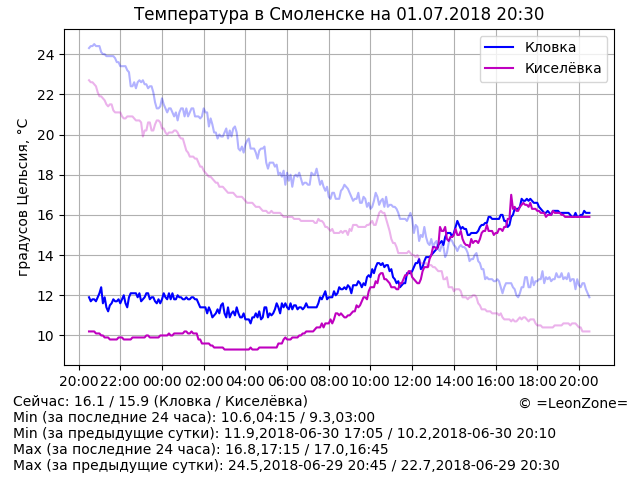 Температура в Смоленске на 01.07.2018 20:30
градусов Цельсия, °C
24
22
20
18
16
14
12
10
Кловка
Киселёвка
20:00 22:00 00:00 02:00 04:00 06:00 08:00 10:00 12:00 14:00 16:00 18:00 20:00
Сейчас: 16.1 / 15.9 (Кловка / Киселёвка)
© =LeonZone=
Min (за последние 24 часа): 10.6,04:15 / 9.3,03:00
Min (за предыдущие сутки): 11.9,2018-06-30 17:05 / 10.2,2018-06-30 20:10
Max (за последние 24 часа): 16.8,17:15 / 17.0,16:45
Max (за предыдущие сутки): 24.5,2018-06-29 20:45 / 22.7,2018-06-29 20:30